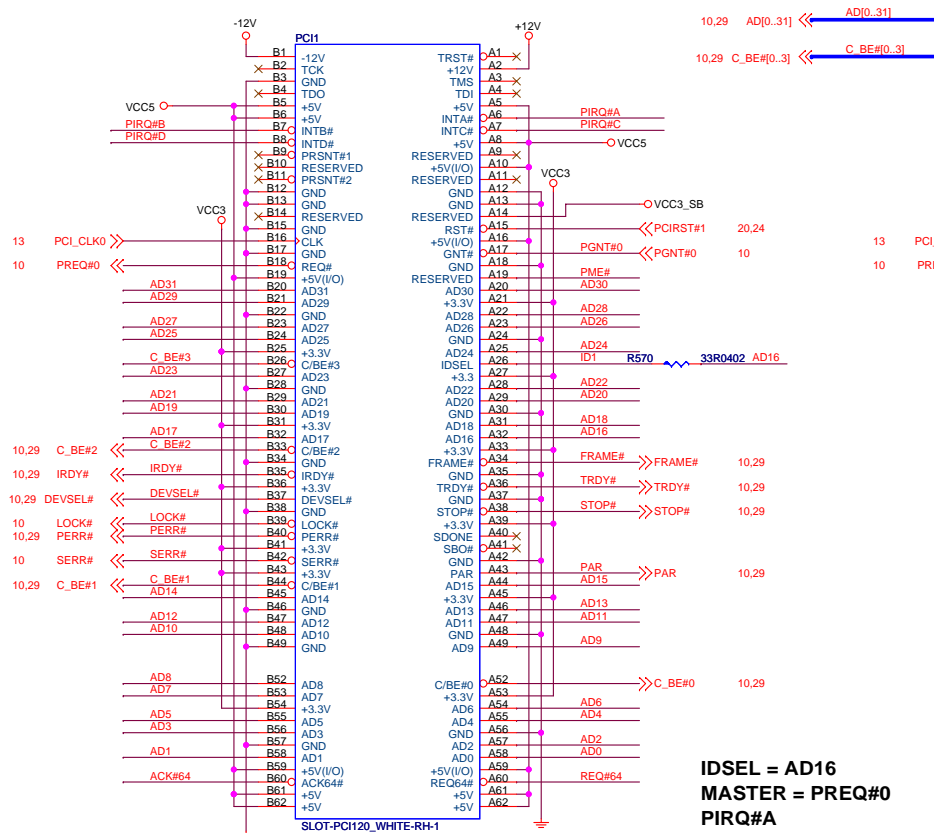 -12V
+12V
10,29 AD[0..31] AD[0..31]
10,29 C_BE#[0..3] C_BE#[0..3]
PCI1
B1 -12V TRST# A1
B2 TCK +12V A2
B3 GND TMS A3
B4 TDO TDI A4
VCC5 B5 +5V +5V A5
B6 +5V INTA# A6 PIRQ#A
PIRQ#B B7 INTB# INTC# A7 PIRQ#C
PIRQ#D B8 INTD# +5V A8 VCC5
B9 PRSNT#1 RESERVED A9
B10 RESERVED +5V(I/O) A10
B11 PRSNT#2 RESERVED A11
VCC3
B12 GND GND A12
B13 GND GND A13
VCC3 B14 RESERVED RESERVED A14 VCC3_SB
B15 GND RST# A15 PCIRST#1 20,24
13 PCI_CLK0 B16 CLK +5V(I/O) A16 13 PCI_
B17 GND GNT# A17 PGNT#0 PGNT#0 10
10 PREQ#0 B18 REQ# GND A18 10 PRE
B19 +5V(I/O) RESERVED A19 PME#
AD31 B20 AD31 AD30 A20 AD30
AD29 B21 AD29 +3.3V A21
B22 GND AD28 A22 AD28
AD27 B23 AD27 AD26 A23 AD26
AD25 B24 AD25 GND A24
B25 +3.3V AD24 A25 AD24
C_BE#3 B26 C/BE#3 IDSEL A26 ID1 R570 33R0402 AD16
AD23 B27 AD23 +3.3 A27
B28 GND AD22 A28 AD22
AD21 B29 AD21 AD20 A29 AD20
AD19 B30 AD19 GND A30
B31 +3.3V AD18 A31 AD18
AD17 B32 AD17 AD16 A32 AD16
10,29 C_BE#2 C_BE#2 B33 C/BE#2 +3.3V A33
B34 GND FRAME# A34 FRAME# FRAME# 10,29
10,29 IRDY# IRDY# B35 IRDY# GND A35
B36 +3.3V TRDY# A36 TRDY# TRDY# 10,29
10,29 DEVSEL# DEVSEL# B37 DEVSEL# GND A37
B38 GND STOP# A38 STOP# STOP# 10,29
10 LOCK# LOCK# B39 LOCK# +3.3V A39
10,29 PERR# PERR# B40 PERR# SDONE A40
B41 +3.3V SBO# A41
10 SERR# SERR# B42 SERR# GND A42
B43 +3.3V PAR A43 PAR PAR 10,29
10,29 C_BE#1 C_BE#1 B44 C/BE#1 AD15 A44 AD15
AD14 B45 AD14 +3.3V A45
B46 GND AD13 A46 AD13
AD12 B47 AD12 AD11 A47 AD11
AD10 B48 AD10 GND A48
B49 GND AD9 A49 AD9
AD8 B52 AD8 C/BE#0 A52 C_BE#0 10,29
AD7 B53 AD7 +3.3V A53
B54 +3.3V AD6 A54 AD6
AD5 B55 AD5 AD4 A55 AD4
AD3 B56 AD3 GND A56
B57 GND AD2 A57 AD2
AD1 B58 AD1 AD0 A58 AD0
B59 +5V(I/O) +5V(I/O) A59
ACK#64 B60 ACK64# REQ64# A60 REQ#64
B61 +5V +5V A61
B62 +5V +5V A62
SLOT-PCI120_WHITE-RH-1
IDSEL = AD16
MASTER = PREQ#0
PIRQ#A